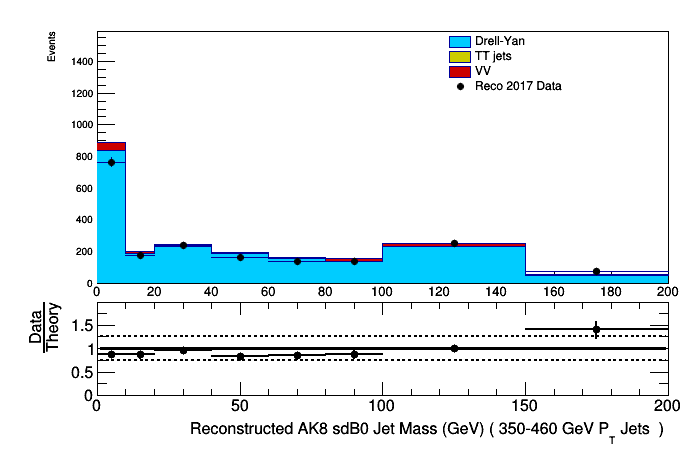 Events
1400
1200
1000
800
600
400
200
0
Drell-Yan
TT jets
VV
Reco 2017 Data
0 20 40 60 80 100 120 140 160 180 200
Data
Theory
1.5
1
0.5
0
0 50 100 150 200
Reconstructed AK8 sdB0 Jet Mass (GeV) ( 350-460 GeV P_T Jets )